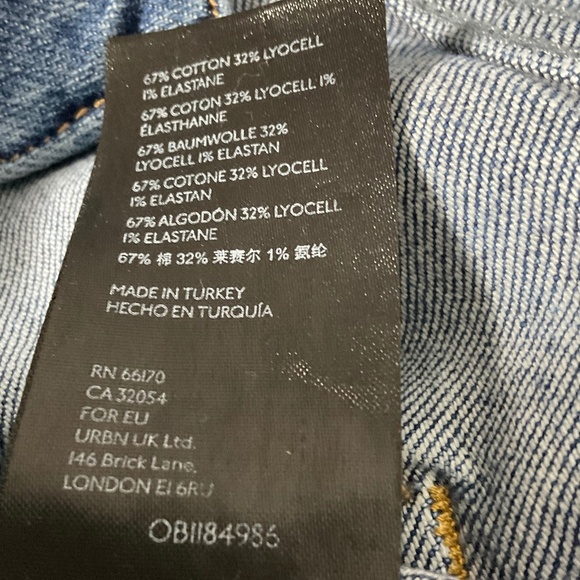 67% COTTON 32% LYOCELL
1% ELASTANE
67% COTON 32% LYOCELL 1%
ÉLASTHANNE
67% BAUMWOLLE 32%
LYOCELL 1% ELASTAN
67% COTONE 32% LYOCELL
1% ELASTAN
67% ALGODÓN 32% LYOCELL
1% ELASTANE
67% 棉 32% 莱赛尔 1% 氨纶
MADE IN TURKEY
HECHO EN TURQUÍA
RN 66170
CA 32054
FOR EU
URBN UK Ltd.
146 Brick Lane,
LONDON E1 6RU
OB1184986